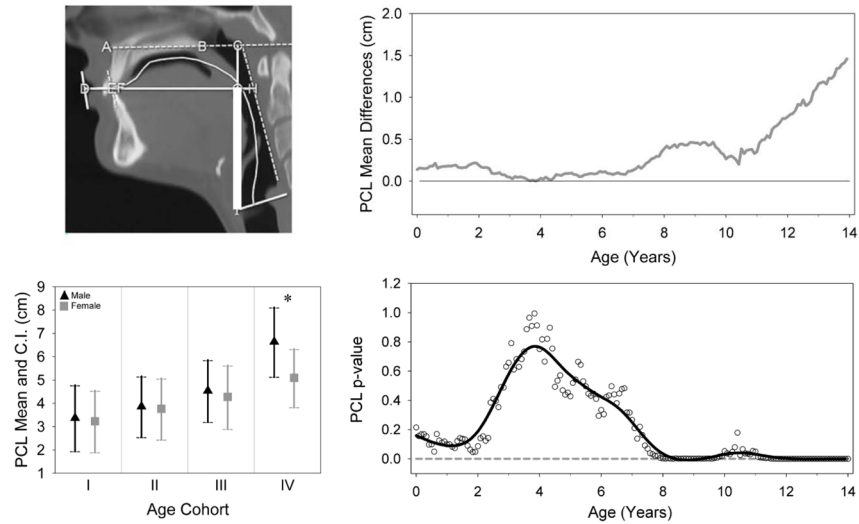 A B C
D E F G H
I
2.0
1.5
1.0
0.5
0.0
PCL Mean Differences (cm)
0 2 4 6 8 10 12 14
Age (Years)
9
8
7
6
5
4
3
2
1
PCL Mean and C.I. (cm)
Male
Female
*
I II III IV
Age Cohort
1.2
1.0
0.8
0.6
0.4
0.2
0.0
PCL p-value
0 2 4 6 8 10 12 14
Age (Years)